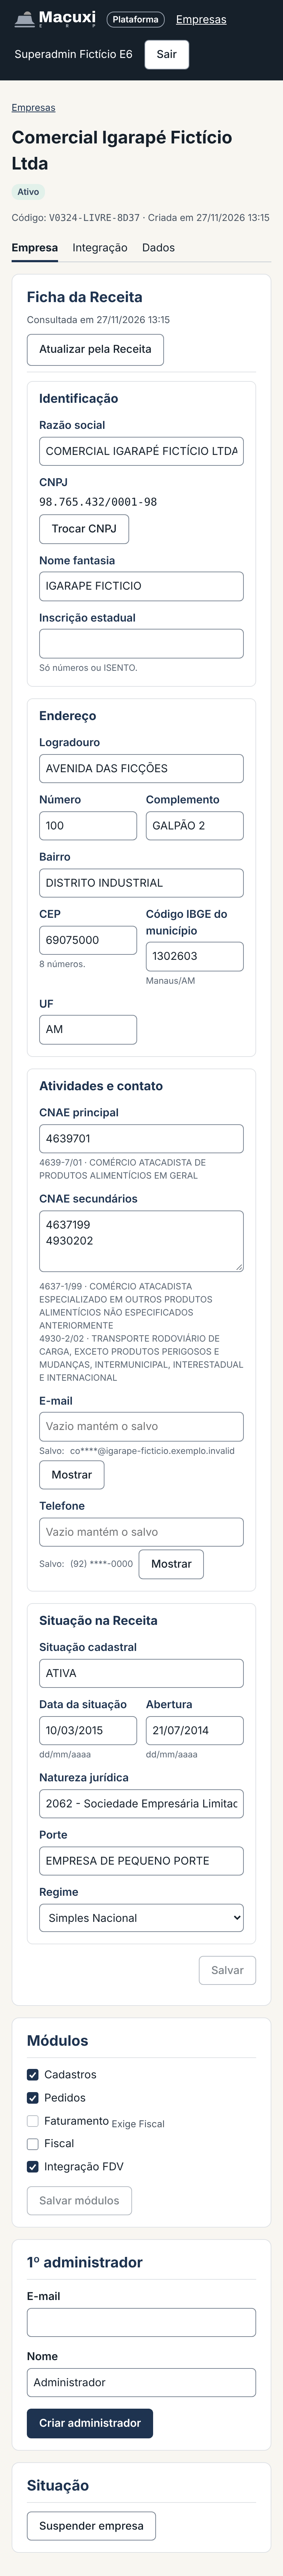 Macuxi
Plataforma
Empresas
Superadmin Fictício E6
Sair
Empresas
Comercial Igarapé Fictício
Ltda
Ativo
Código: V0324-LIVRE-8D37 · Criada em 27/11/2026 13:15
Empresa
Integração
Dados
Ficha da Receita
Consultada em 27/11/2026 13:15
Atualizar pela Receita
Identificação
Razão social
COMERCIAL IGARAPÉ FICTÍCIO LTDA
CNPJ
98.765.432/0001-98
Trocar CNPJ
Nome fantasia
IGARAPE FICTICIO
Inscrição estadual
Só números ou ISENTO.
Endereço
Logradouro
AVENIDA DAS FICÇÕES
Número
Complemento
100
GALPÃO 2
Bairro
DISTRITO INDUSTRIAL
CEP
Código IBGE do
município
69075000
1302603
8 números.
Manaus/AM
UF
AM
Atividades e contato
CNAE principal
4639701
4639-7/01 · COMÉRCIO ATACADISTA DE
PRODUTOS ALIMENTÍCIOS EM GERAL
CNAE secundários
4637199
4930202
4637-1/99 · COMÉRCIO ATACADISTA
ESPECIALIZADO EM OUTROS PRODUTOS
ALIMENTÍCIOS NÃO ESPECIFICADOS
ANTERIORMENTE
4930-2/02 · TRANSPORTE RODOVIÁRIO DE
CARGA, EXCETO PRODUTOS PERIGOSOS E
MUDANÇAS, INTERMUNICIPAL, INTERESTADUAL
E INTERNACIONAL
E-mail
Vazio mantém o salvo
Salvo: co****@igarape-ficticio.exemplo.invalid
Mostrar
Telefone
Vazio mantém o salvo
Salvo: (92) ****-0000
Mostrar
Situação na Receita
Situação cadastral
ATIVA
Data da situação
Abertura
10/03/2015
21/07/2014
dd/mm/aaaa
dd/mm/aaaa
Natureza jurídica
2062 - Sociedade Empresária Limitac
Porte
EMPRESA DE PEQUENO PORTE
Regime
Simples Nacional
Salvar
Módulos
Cadastros
Pedidos
Faturamento Exige Fiscal
Fiscal
Integração FDV
Salvar módulos
1º administrador
E-mail
Nome
Administrador
Criar administrador
Situação
Suspender empresa